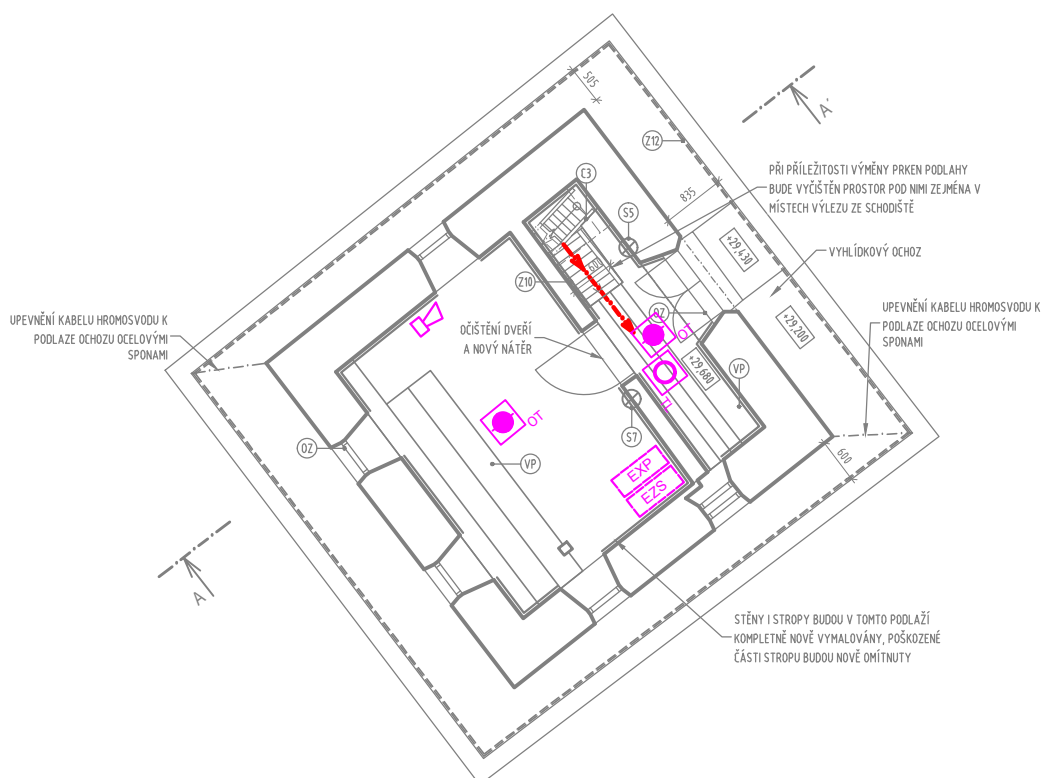 505
A'
Z12
PŘI PŘÍLEŽITOSTI VÝMĚNY PRKEN PODLAHY
BUDE VYČIŠTĚN PROSTOR POD NIMI ZEJMÉNA V
MÍSTECH VÝLEZU ZE SCHODIŠTĚ
C3
835
S5
+29,430
VYHLÍDKOVÝ OCHOZ
600
Z10
OZ
UPEVNĚNÍ KABELU HROMOSVODU K
PODLAZE OCHOZU OCELOVÝMI
SPONAMI
UPEVNĚNÍ KABELU HROMOSVODU K
PODLAZE OCHOZU OCELOVÝMI
SPONAMI
+29,200
OČIŠTĚNÍ DVEŘÍ
A NOVÝ NÁTĚR
OT
+29,680
VP
TL
OT
S7
OZ
VP
600
EXP
EZS
A
STĚNY I STROPY BUDOU V TOMTO PODLAŽÍ
KOMPLETNĚ NOVĚ VYMALOVÁNY, POŠKOZENÉ
ČÁSTI STROPU BUDOU NOVĚ OMÍTNUTY